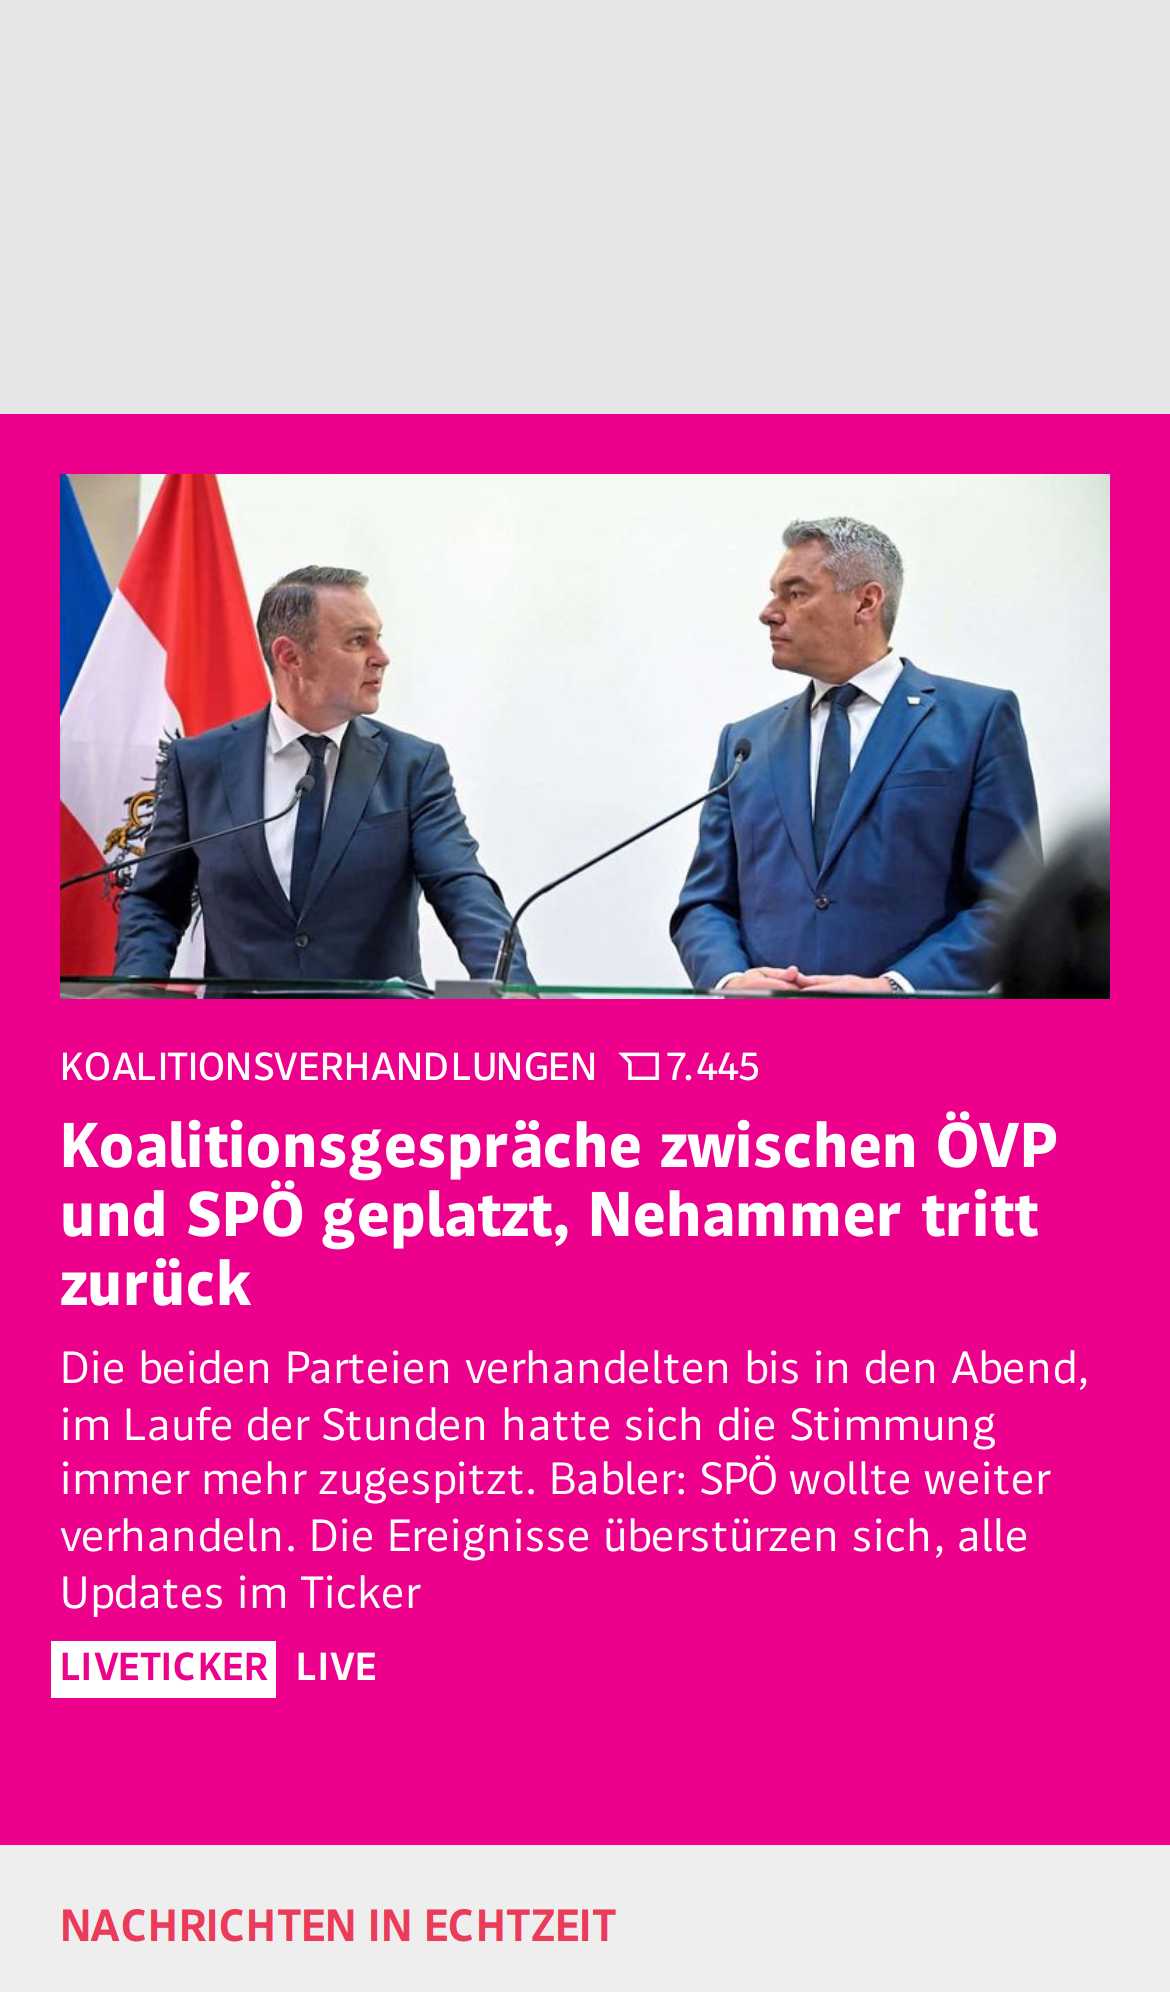 KOALITIONSVERHANDLUNGEN 7.445
Koalitionsgespräche zwischen ÖVP
und SPÖ geplatzt, Nehammer tritt
zurück
Die beiden Parteien verhandelten bis in den Abend,
im Laufe der Stunden hatte sich die Stimmung
immer mehr zugespitzt. Babler: SPÖ wollte weiter
verhandeln. Die Ereignisse überstürzen sich, alle
Updates im Ticker
LIVETICKER LIVE
NACHRICHTEN IN ECHTZEIT